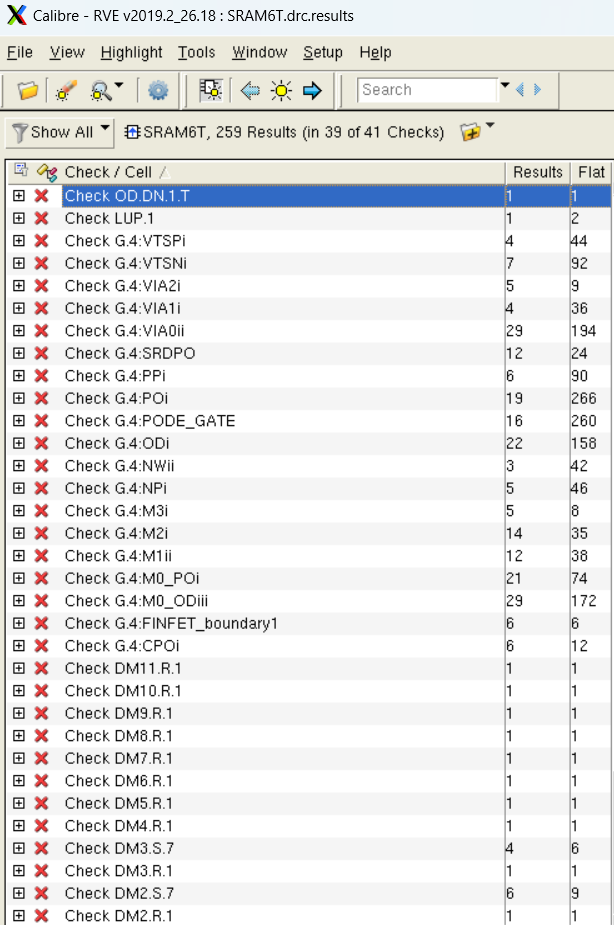 Calibre - RVE v2019.2_26.18 : SRAM6T.drc.results
File View Highlight Tools Window Setup Help
Search
Show All SRAM6T, 259 Results (in 39 of 41 Checks)
Check / Cell Results Flat
Check OD.DN.1.T 1 1
Check LUP.1 1 2
Check G.4:VTSPi 4 44
Check G.4:VTSNi 7 92
Check G.4:VIA2i 5 9
Check G.4:VIA1i 4 36
Check G.4:VIA0ii 29 194
Check G.4:SRDPO 12 24
Check G.4:PPi 6 90
Check G.4:POi 19 266
Check G.4:PODE_GATE 16 260
Check G.4:ODi 22 158
Check G.4:NWii 3 42
Check G.4:NPi 5 46
Check G.4:M3i 5 8
Check G.4:M2i 14 35
Check G.4:M1ii 12 38
Check G.4:M0_POi 21 74
Check G.4:M0_ODiii 29 172
Check G.4:FINFET_boundary1 6 6
Check G.4:CPOi 6 12
Check DM11.R.1 1 1
Check DM10.R.1 1 1
Check DM9.R.1 1 1
Check DM8.R.1 1 1
Check DM7.R.1 1 1
Check DM6.R.1 1 1
Check DM5.R.1 1 1
Check DM4.R.1 1 1
Check DM3.S.7 4 6
Check DM3.R.1 1 1
Check DM2.S.7 6 9
Check DM2.R.1 1 1